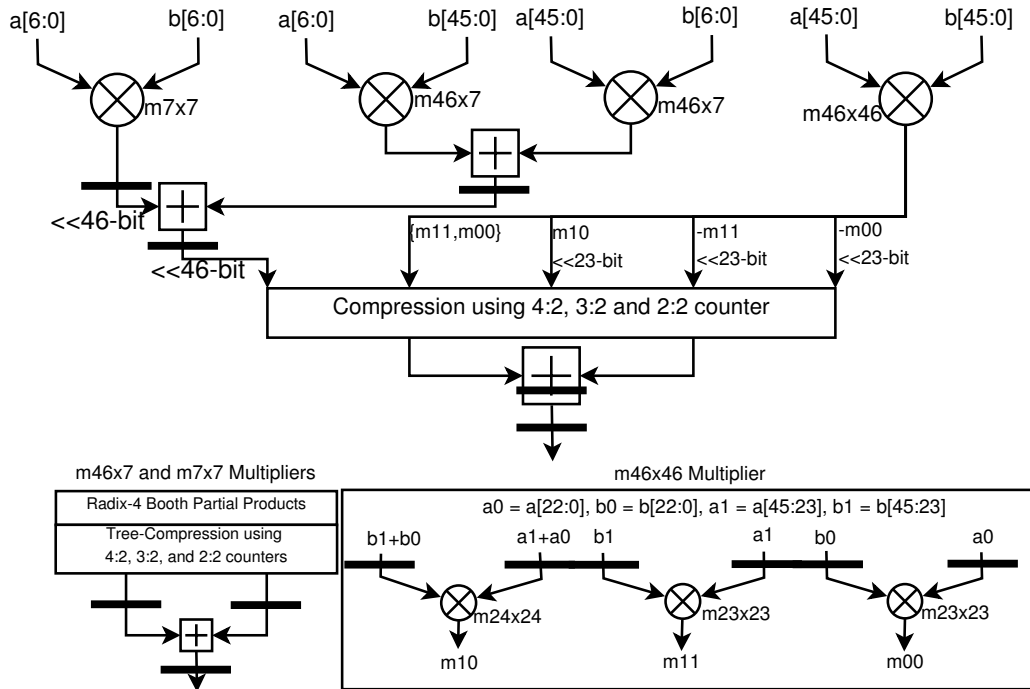 a[6:0] b[6:0] a[6:0] b[45:0] a[45:0] b[6:0] a[45:0] b[45:0]
m7x7 m46x7 m46x7 m46x46
<<46-bit
<<46-bit
{m11,m00} m10 -m11 -m00
<<23-bit <<23-bit <<23-bit
Compression using 4:2, 3:2 and 2:2 counter
m46x7 and m7x7 Multipliers
Radix-4 Booth Partial Products
Tree-Compression using
4:2, 3:2, and 2:2 counters
m46x46 Multiplier
a0 = a[22:0], b0 = b[22:0], a1 = a[45:23], b1 = b[45:23]
b1+b0 a1+a0 b1 a1 b0 a0
m24x24 m23x23 m23x23
m10 m11 m00